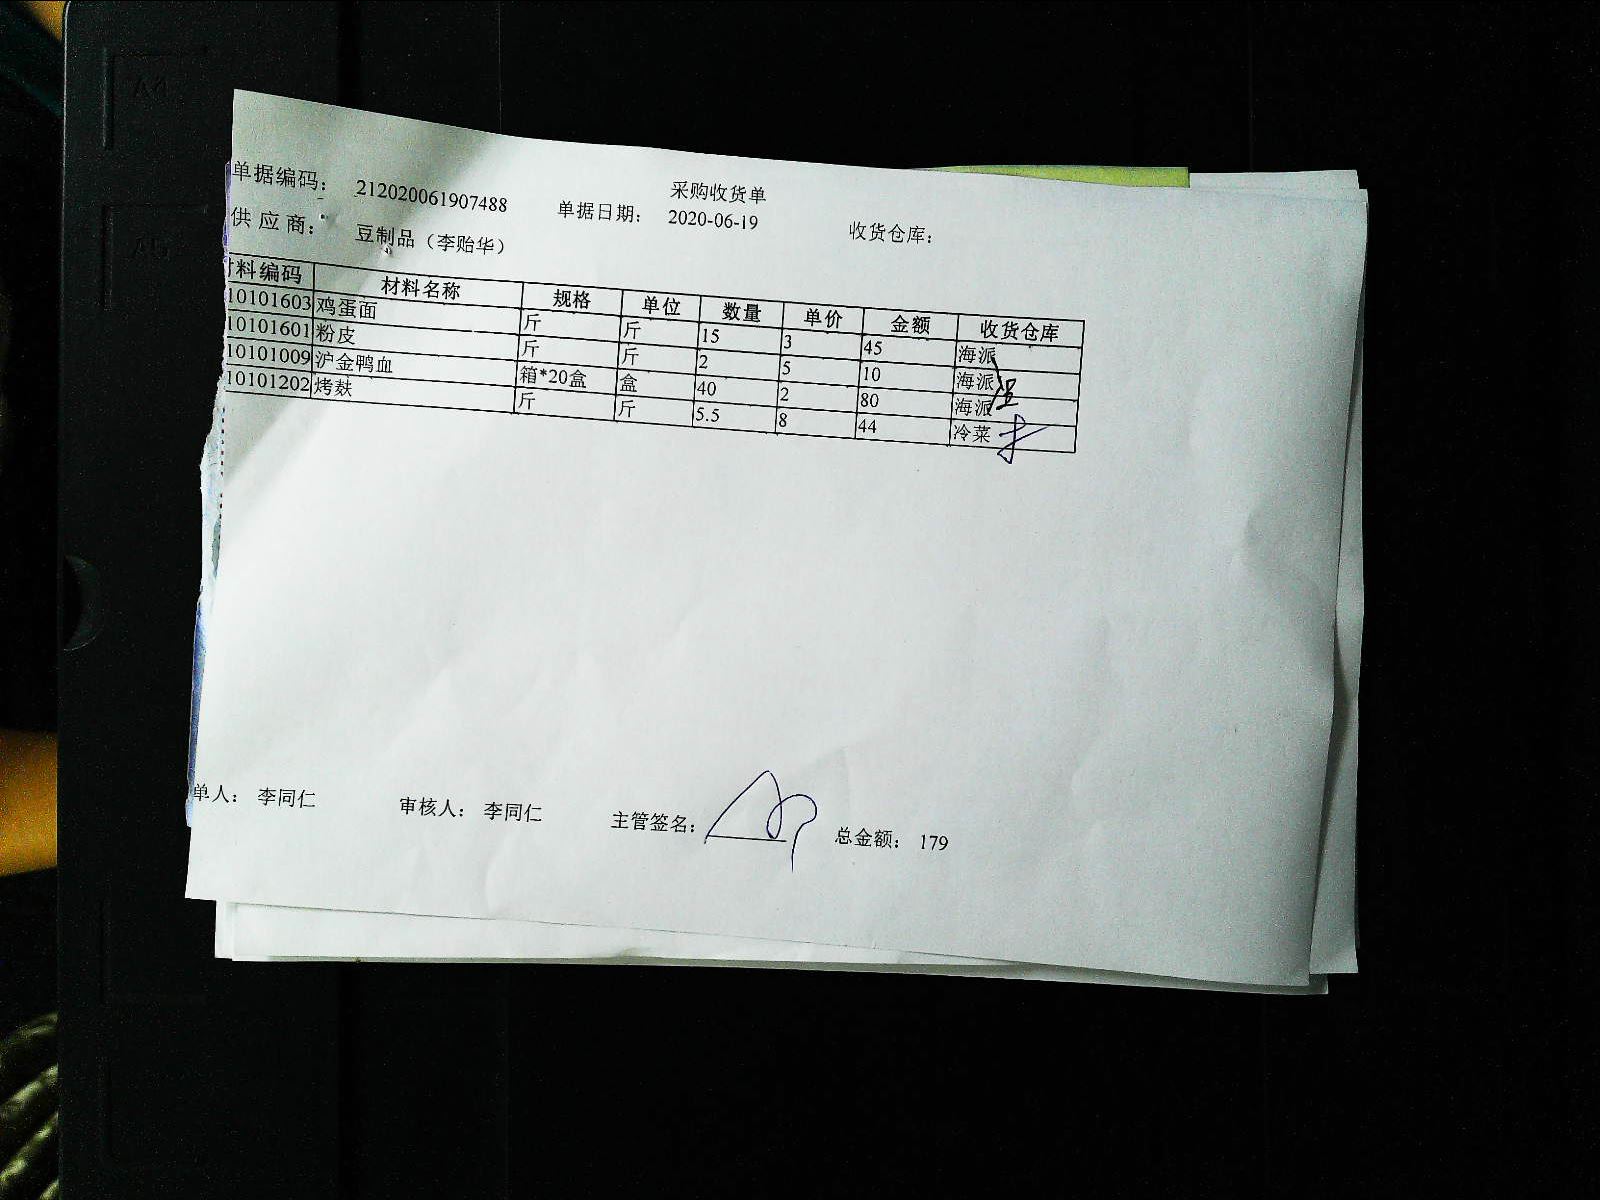 采购收货单
单据编码： 212020061907488 单据日期： 2020-06-19 收货仓库：
供应商： 豆制品（李贻华）
料编码 材料名称 规格 单位 数量 单价 金额 收货仓库
10101603 鸡蛋面 斤 斤 15 3 45 海派
10101601 粉皮 斤 斤 2 5 10 海派
10101009 沪金鸭血 箱*20盒 盒 40 2 80 海派
10101202 烤麸 斤 斤 5.5 8 44 冷菜
单人： 李同仁 审核人： 李同仁 主管签名： 总金额： 179